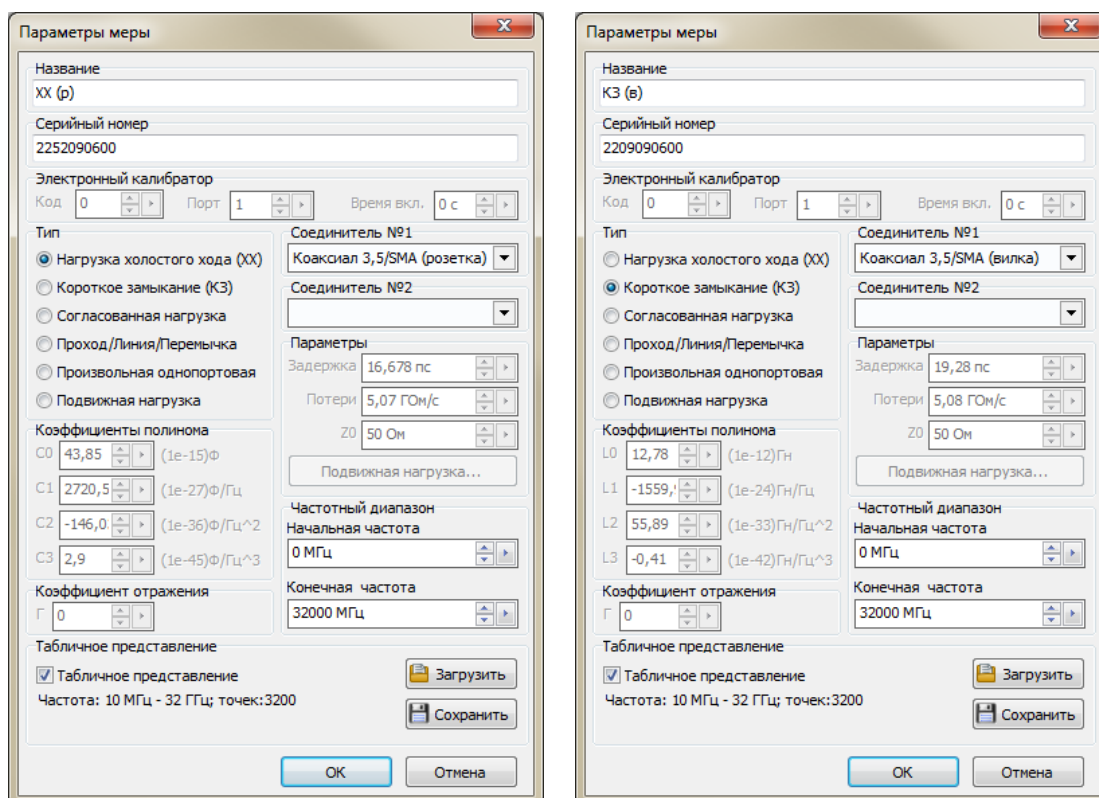 Параметры меры
Название
ХХ (р)
Серийный номер
2252090600
Электронный калибратор
Код 0 Порт 1 Время вкл. 0 с
Тип
Нагрузка холостого хода (ХХ)
Короткое замыкание (КЗ)
Согласованная нагрузка
Проход/Линия/Перемычка
Произвольная однопортовая
Подвижная нагрузка
Соединитель №1
Коаксиал 3,5/SMA (розетка)
Соединитель №2
Параметры
Задержка 16,678 пс
Потери 5,07 ГОм/с
Z0 50 Ом
Подвижная нагрузка...
Коэффициенты полинома
C0 43,85 (1e-15)Ф
C1 2720,5 (1e-27)Ф/Гц
C2 -146,0 (1e-36)Ф/Гц^2
C3 2,9 (1e-45)Ф/Гц^3
Частотный диапазон
Начальная частота
0 МГц
Конечная частота
32000 МГц
Коэффициент отражения
Г 0
Табличное представление
Табличное представление
Частота: 10 МГц - 32 ГГц; точек:3200
Загрузить
Сохранить
ОК Отмена
Параметры меры
Название
КЗ (в)
Серийный номер
2209090600
Электронный калибратор
Код 0 Порт 1 Время вкл. 0 с
Тип
Нагрузка холостого хода (ХХ)
Короткое замыкание (КЗ)
Согласованная нагрузка
Проход/Линия/Перемычка
Произвольная однопортовая
Подвижная нагрузка
Соединитель №1
Коаксиал 3,5/SMA (вилка)
Соединитель №2
Параметры
Задержка 19,28 пс
Потери 5,08 ГОм/с
Z0 50 Ом
Подвижная нагрузка...
Коэффициенты полинома
L0 12,78 (1e-12)Гн
L1 -1559, (1e-24)Гн/Гц
L2 55,89 (1e-33)Гн/Гц^2
L3 -0,41 (1e-42)Гн/Гц^3
Частотный диапазон
Начальная частота
0 МГц
Конечная частота
32000 МГц
Коэффициент отражения
Г 0
Табличное представление
Табличное представление
Частота: 10 МГц - 32 ГГц; точек:3200
Загрузить
Сохранить
ОК Отмена